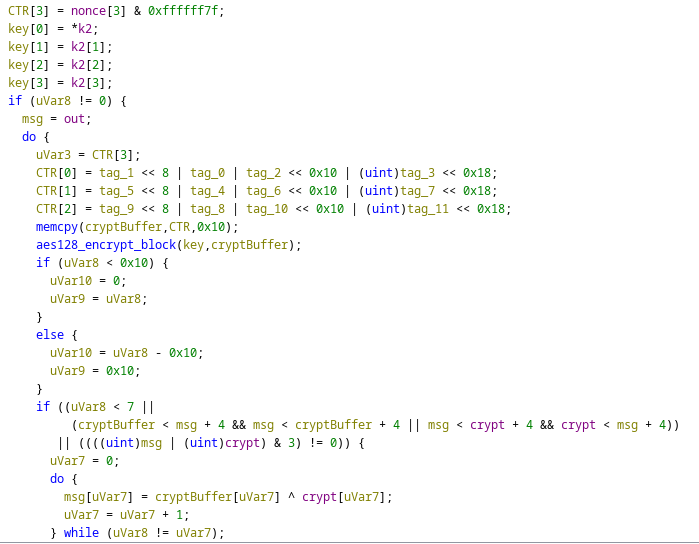 CTR[3] = nonce[3] & 0xffffff7f;
key[0] = *k2;
key[1] = k2[1];
key[2] = k2[2];
key[3] = k2[3];
if (uVar8 != 0) {
msg = out;
do {
uVar3 = CTR[3];
CTR[0] = tag_1 << 8 | tag_0 | tag_2 << 0x10 | (uint)tag_3 << 0x18;
CTR[1] = tag_5 << 8 | tag_4 | tag_6 << 0x10 | (uint)tag_7 << 0x18;
CTR[2] = tag_9 << 8 | tag_8 | tag_10 << 0x10 | (uint)tag_11 << 0x18;
memcpy(cryptBuffer,CTR,0x10);
aes128_encrypt_block(key,cryptBuffer);
if (uVar8 < 0x10) {
uVar10 = 0;
uVar9 = uVar8;
}
else {
uVar10 = uVar8 - 0x10;
uVar9 = 0x10;
}
if ((uVar8 < 7 ||
(cryptBuffer < msg + 4 && msg < cryptBuffer + 4 || msg < crypt + 4 && crypt < msg + 4))
|| ((((uint)msg | (uint)crypt) & 3) != 0)) {
uVar7 = 0;
do {
msg[uVar7] = cryptBuffer[uVar7] ^ crypt[uVar7];
uVar7 = uVar7 + 1;
} while (uVar8 != uVar7);